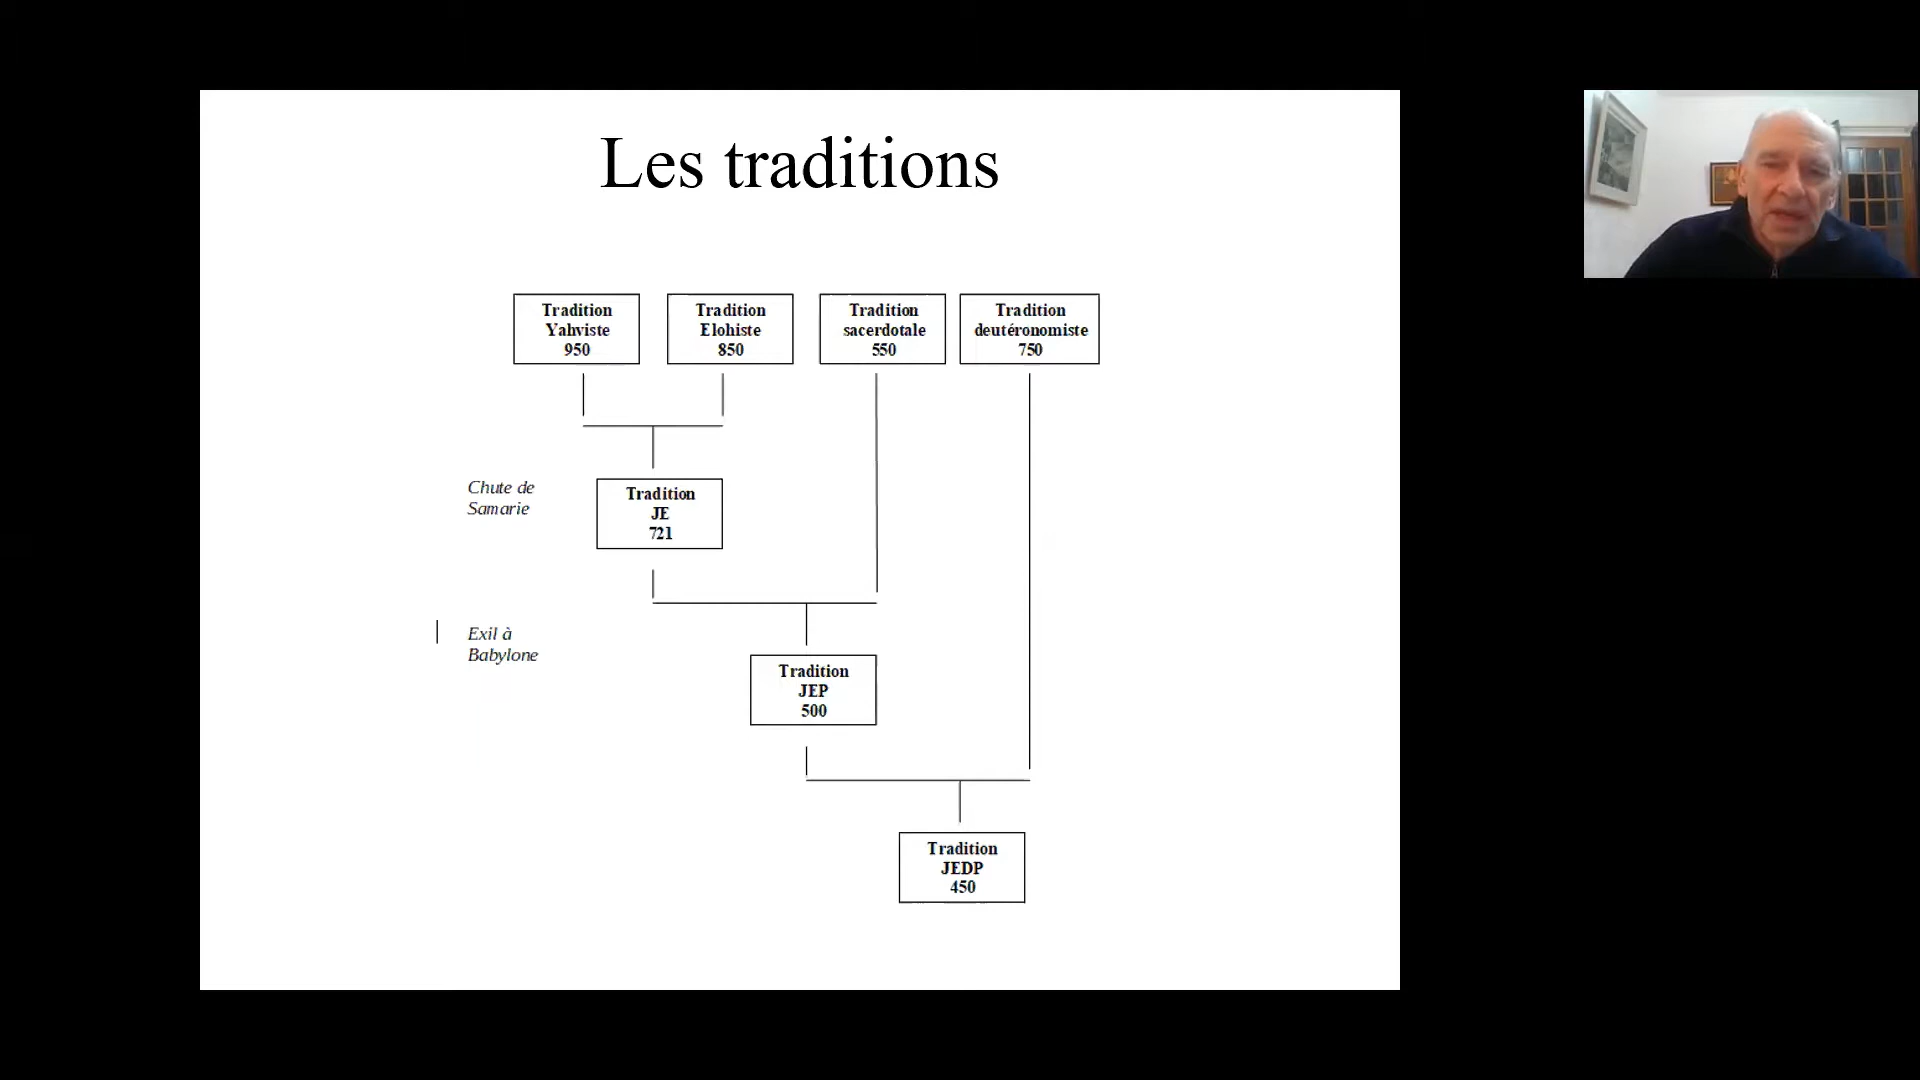 Les traditions
Tradition
Yahviste
950
Tradition
Elohiste
850
Tradition
sacerdotale
550
Tradition
deutéronomiste
750
Chute de
Samarie
Tradition
JE
721
Exil à
Babylone
Tradition
JEP
500
Tradition
JEDP
450